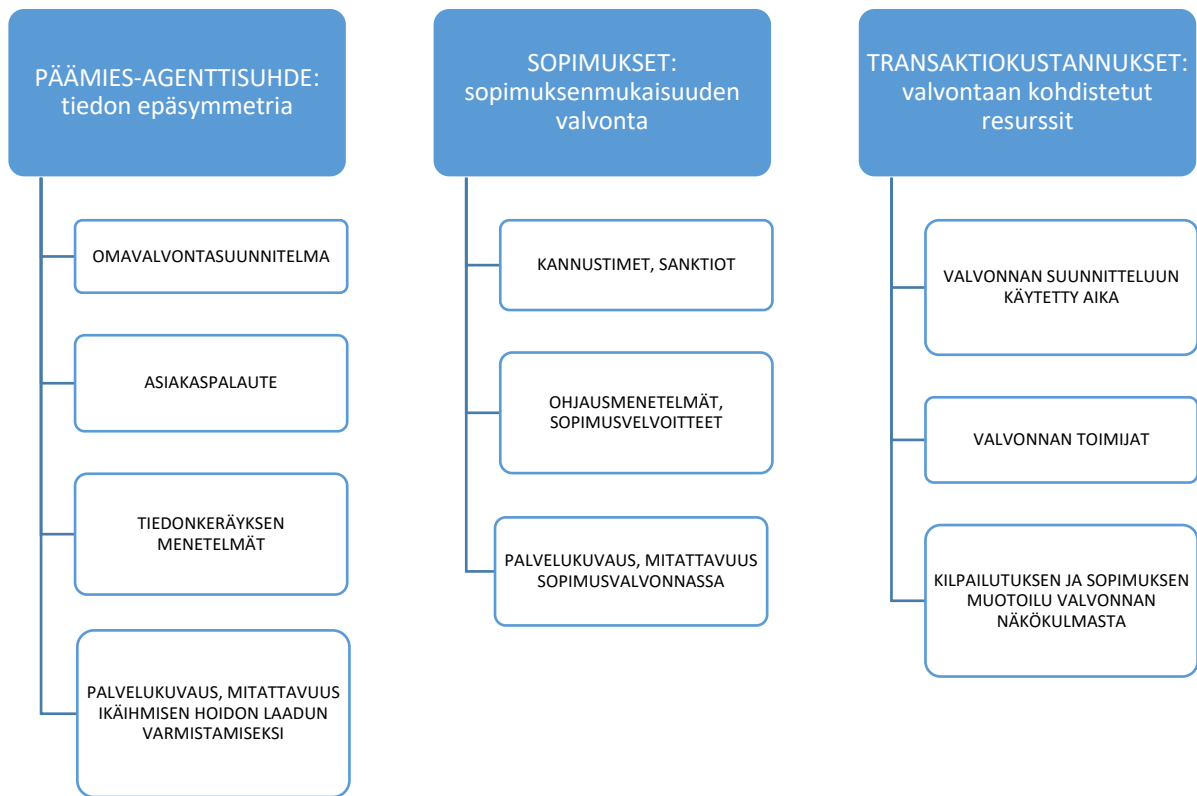 PÄÄMIES-AGENTTISUHDE:
tiedon epäsymmetria
OMAVALVONTASUUNNITELMA
ASIAKASPALAUTE
TIEDONKERÄYKSEN
MENETELMÄT
PALVELUKUVAUS, MITATTAVUUS
IKÄIHMISEN HOIDON LAADUN
VARMISTAMISEKSI
SOPIMUKSET:
sopimuksenmukaisuuden
valvonta
KANNUSTIMET, SANKTIOT
OHJAUSMENETELMÄT,
SOPIMUSVELVOITTEET
PALVELUKUVAUS, MITATTAVUUS
SOPIMUSVALVONNASSA
TRANSAKTIOKUSTANNUKSET:
valvontaan kohdistetut
resurssit
VALVONNAN SUUNNITTELUUN
KÄYTETTY AIKA
VALVONNAN TOIMIJAT
KILPAILUTUKSEN JA SOPIMUKSEN
MUOTOILU VALVONNAN
NÄKÖKULMASTA